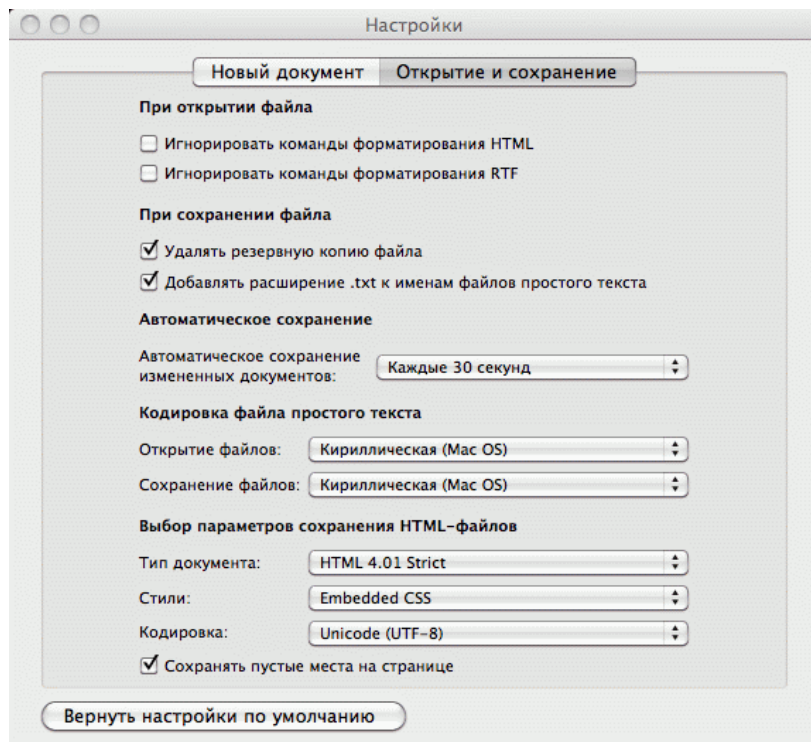 Настройки
Новый документ
Открытие и сохранение
При открытии файла
Игнорировать команды форматирования HTML
Игнорировать команды форматирования RTF
При сохранении файла
Удалять резервную копию файла
Добавлять расширение .txt к именам файлов простого текста
Автоматическое сохранение
Автоматическое сохранение
измененных документов:
Каждые 30 секунд
Кодировка файла простого текста
Открытие файлов: Кириллическая (Mac OS)
Сохранение файлов: Кириллическая (Mac OS)
Выбор параметров сохранения HTML-файлов
Тип документа: HTML 4.01 Strict
Стили: Embedded CSS
Кодировка: Unicode (UTF-8)
Сохранять пустые места на странице
Вернуть настройки по умолчанию